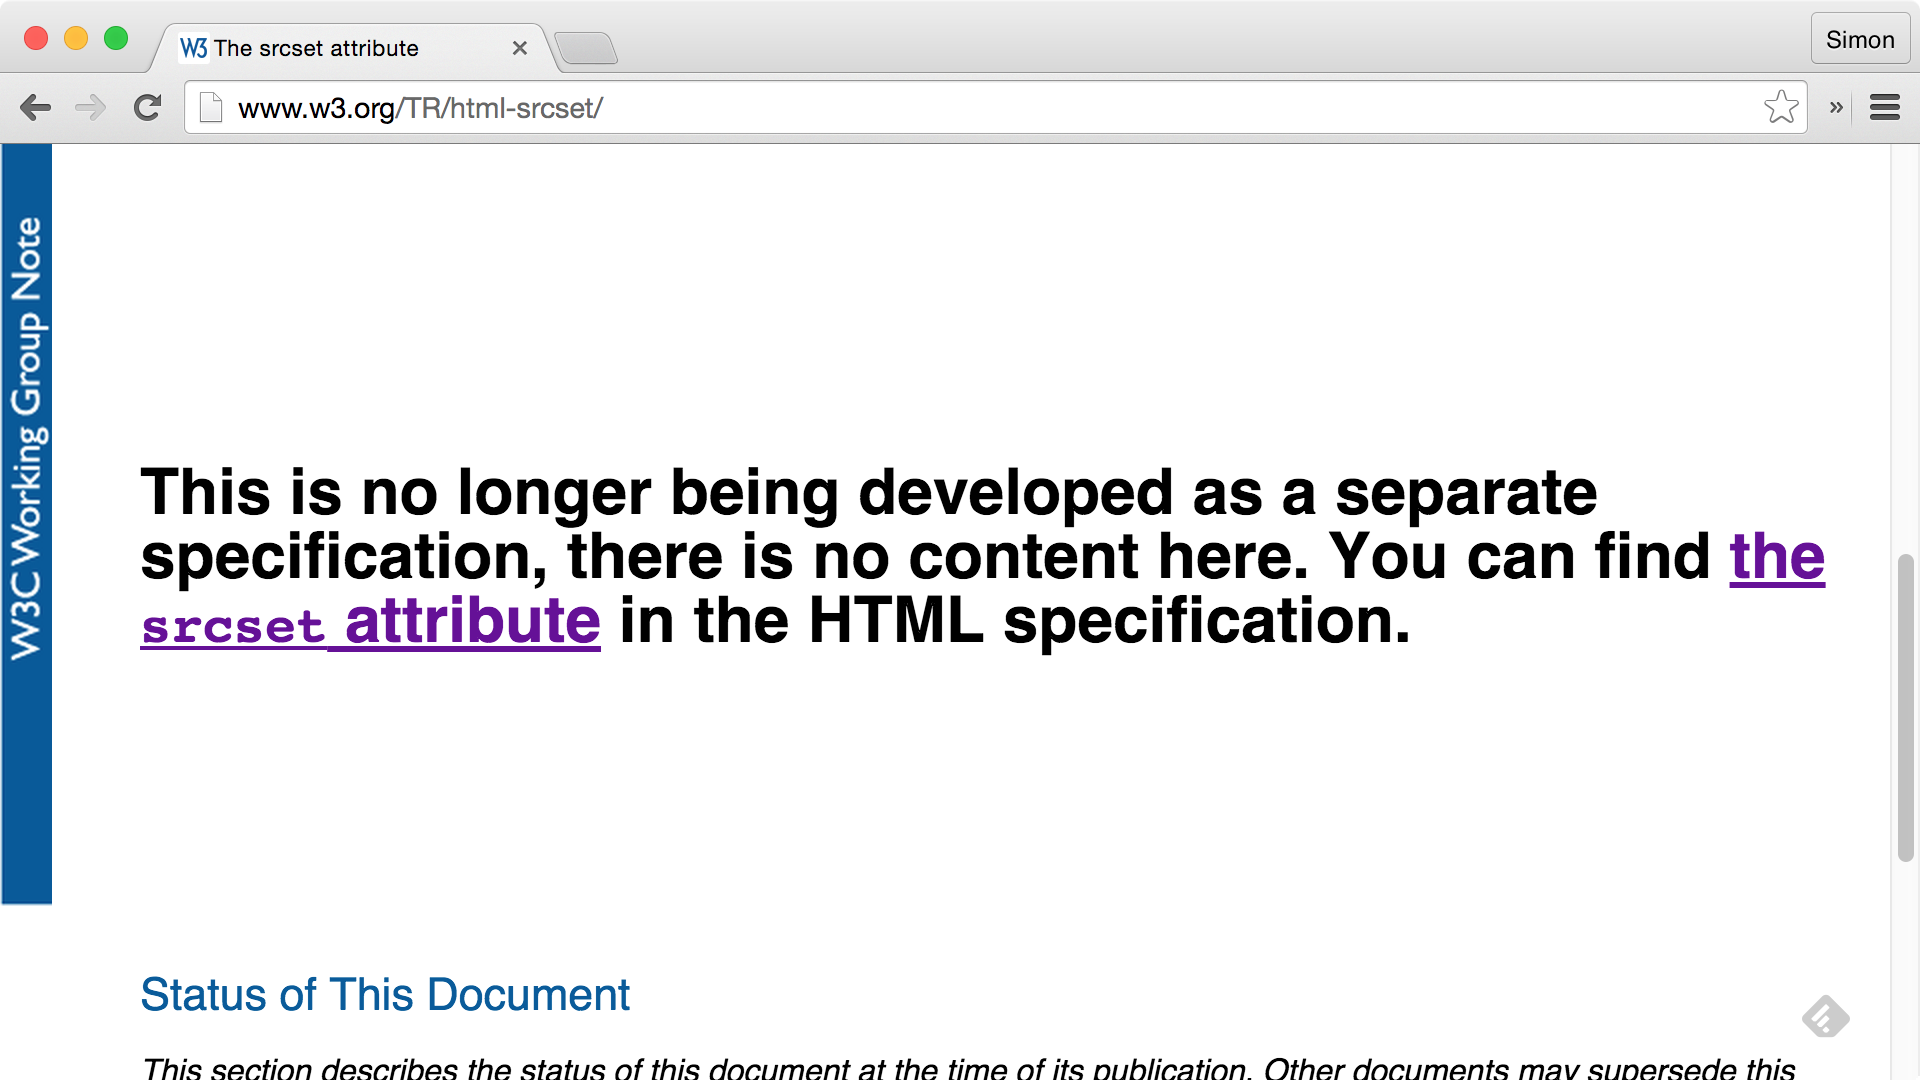 W3 The srcset attribute
Simon
www.w3.org/TR/html-srcset/
»
W3C Working Group Note
This is no longer being developed as a separate
specification, there is no content here. You can find the
srcset attribute in the HTML specification.
Status of This Document
This section describes the status of this document at the time of its publication. Other documents may supersede this